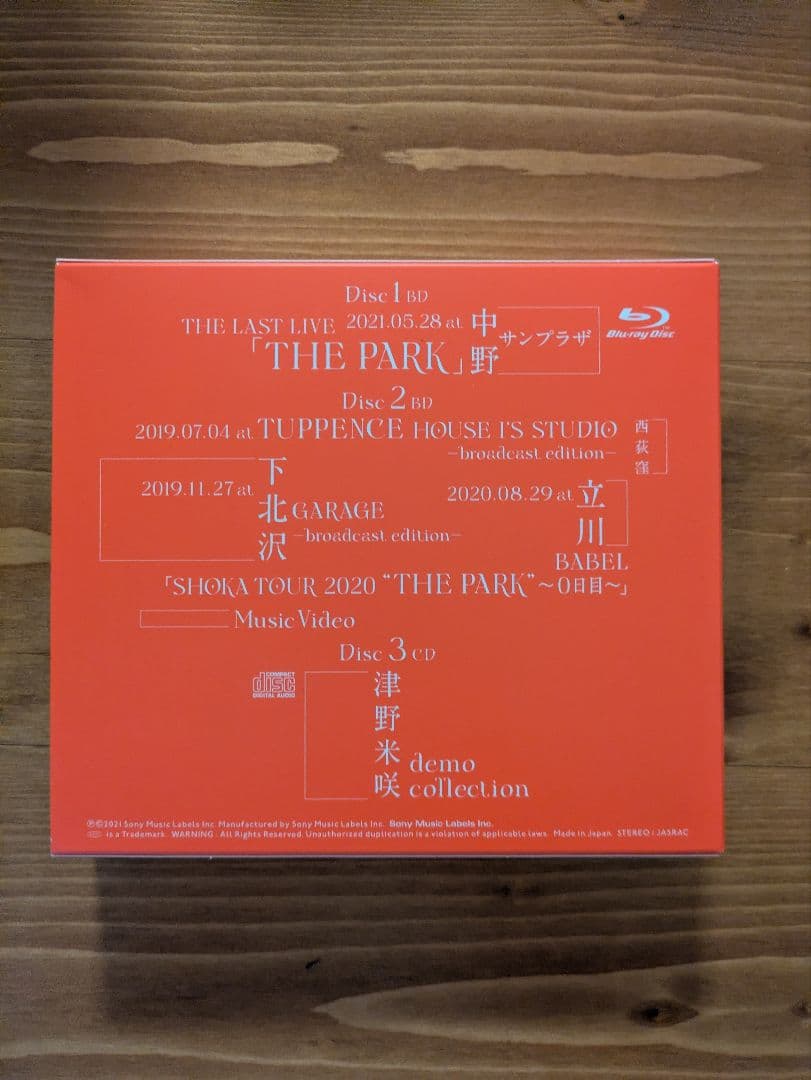 Disc 1 BD
THE LAST LIVE 2021.05.28 at 中野サンプラザ
「THE PARK」
Blu-ray Disc
TM
Disc 2 BD
2019.07.04 at TUPPENCE HOUSE I'S STUDIO 西荻窪
-broadcast edition-
2019.11.27 at 下北沢 GARAGE
-broadcast edition-
2020.08.29 at 立川 BABEL
「SHOKA TOUR 2020 “THE PARK” ～0日目～」
Music Video
Disc 3 CD
COMPACT
disc
DIGITAL AUDIO
津野米咲
demo
collection
℗©2021 Sony Music Labels Inc. Manufactured by Sony Music Labels Inc. Sony Music Labels Inc.
is a Trademark. WARNING: All Rights Reserved. Unauthorized duplication is a violation of applicable laws. Made in Japan. STEREO / JASRAC